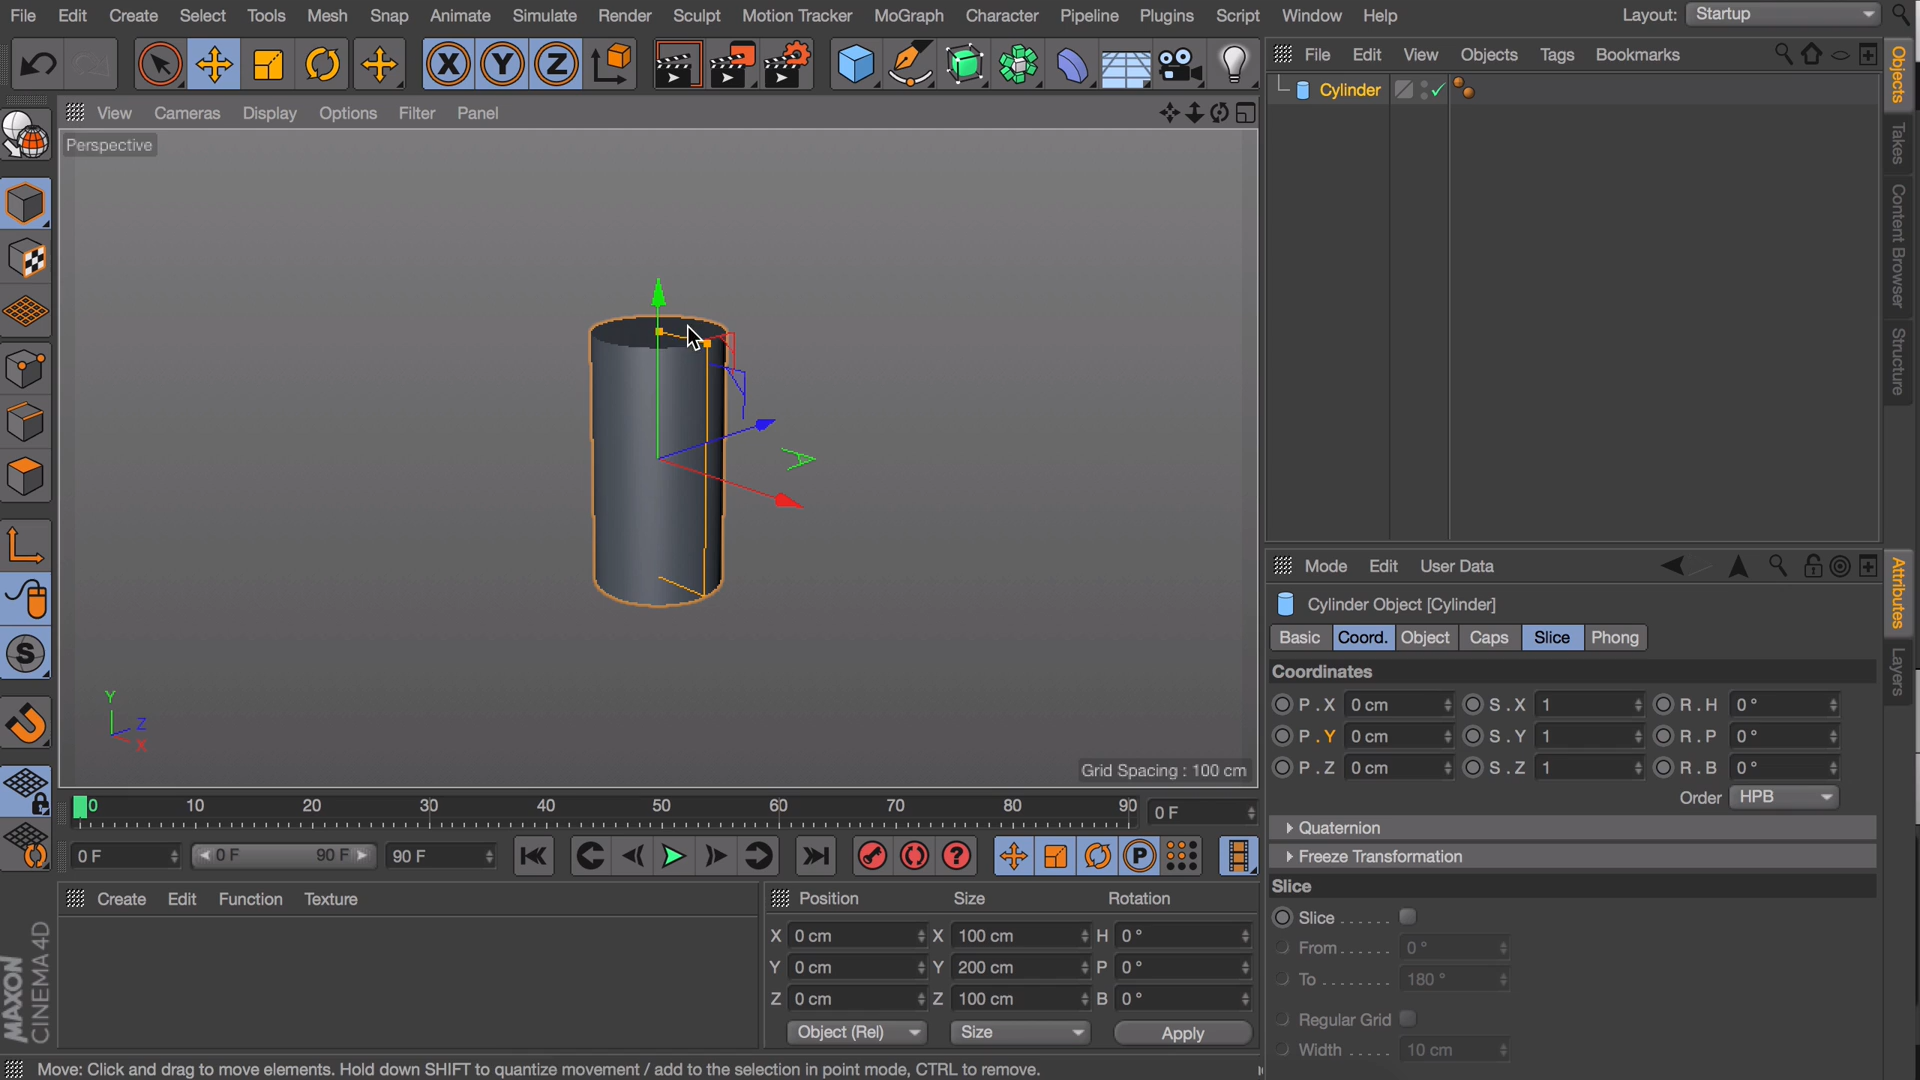 File Edit Create Select Tools Mesh Snap Animate Simulate Render Sculpt Motion Tracker MoGraph Character Pipeline Plugins Script Window Help Layout: Startup
X Y Z
File Edit View Objects Tags Bookmarks
Objects
Takes
Content Browser
Structure
Cylinder
View Cameras Display Options Filter Panel
Perspective
Y
Z
X
Grid Spacing : 100 cm
S
Mode Edit User Data
Attributes
Layers
Cylinder Object [Cylinder]
Basic Coord. Object Caps Slice Phong
Coordinates
P . X 0 cm S . X 1 R . H 0 °
P . Y 0 cm S . Y 1 R . P 0 °
P . Z 0 cm S . Z 1 R . B 0 °
Order HPB
Quaternion
Freeze Transformation
Slice
Slice
From 0 °
To 180 °
Regular Grid
Width 10 cm
0 10 20 30 40 50 60 70 80 90 0 F
0 F 0 F 90 F 90 F ? P
Create Edit Function Texture
Position Size Rotation
X 0 cm X 100 cm H 0 °
Y 0 cm Y 200 cm P 0 °
Z 0 cm Z 100 cm B 0 °
Object (Rel) Size Apply
MAXON
CINEMA 4D
Move: Click and drag to move elements. Hold down SHIFT to quantize movement / add to the selection in point mode, CTRL to remove.